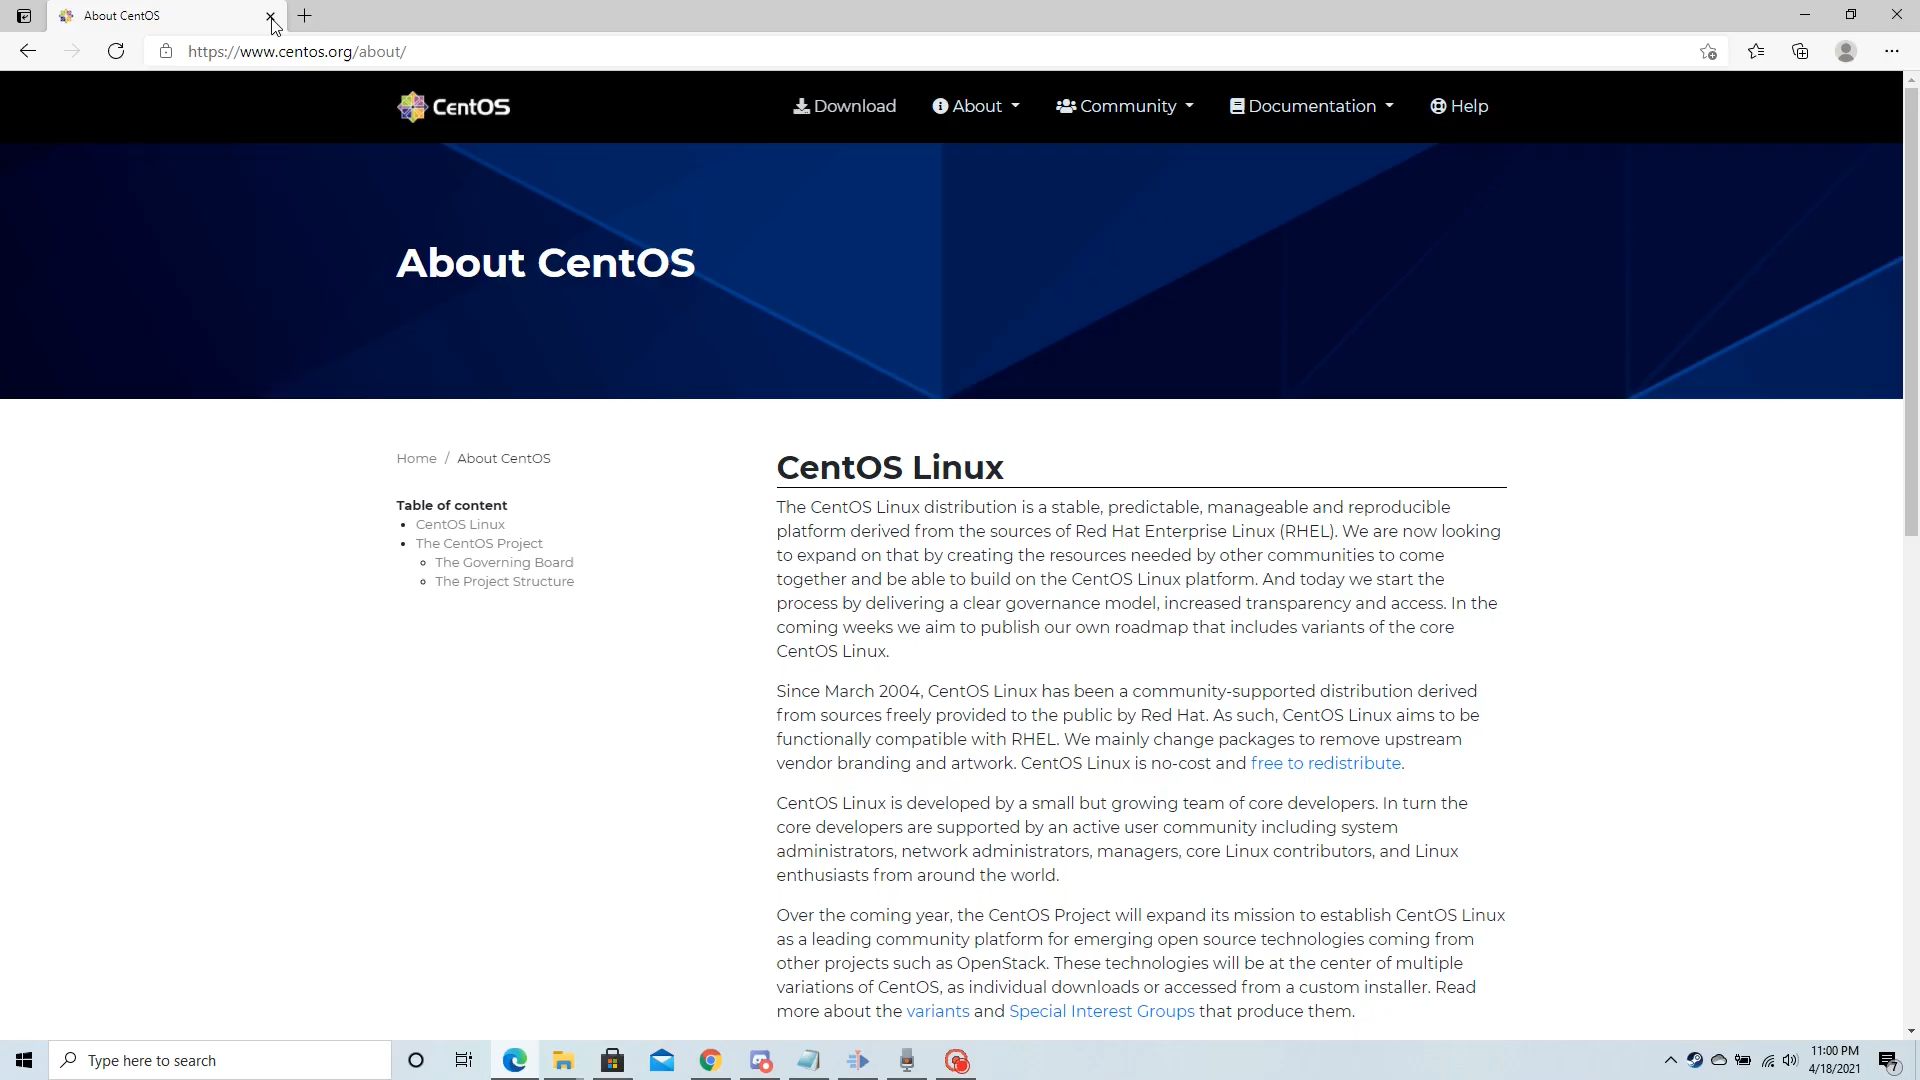 About CentOS
https://www.centos.org/about/
CentOS
Download
About
Community
Documentation
Help
About CentOS
Home / About CentOS
Table of content
CentOS Linux
The CentOS Project
The Governing Board
The Project Structure
CentOS Linux
The CentOS Linux distribution is a stable, predictable, manageable and reproducible
platform derived from the sources of Red Hat Enterprise Linux (RHEL). We are now looking
to expand on that by creating the resources needed by other communities to come
together and be able to build on the CentOS Linux platform. And today we start the
process by delivering a clear governance model, increased transparency and access. In the
coming weeks we aim to publish our own roadmap that includes variants of the core
CentOS Linux.
Since March 2004, CentOS Linux has been a community-supported distribution derived
from sources freely provided to the public by Red Hat. As such, CentOS Linux aims to be
functionally compatible with RHEL. We mainly change packages to remove upstream
vendor branding and artwork. CentOS Linux is no-cost and free to redistribute.
CentOS Linux is developed by a small but growing team of core developers. In turn the
core developers are supported by an active user community including system
administrators, network administrators, managers, core Linux contributors, and Linux
enthusiasts from around the world.
Over the coming year, the CentOS Project will expand its mission to establish CentOS Linux
as a leading community platform for emerging open source technologies coming from
other projects such as OpenStack. These technologies will be at the center of multiple
variations of CentOS, as individual downloads or accessed from a custom installer. Read
more about the variants and Special Interest Groups that produce them.
Type here to search
11:00 PM
4/18/2021
7